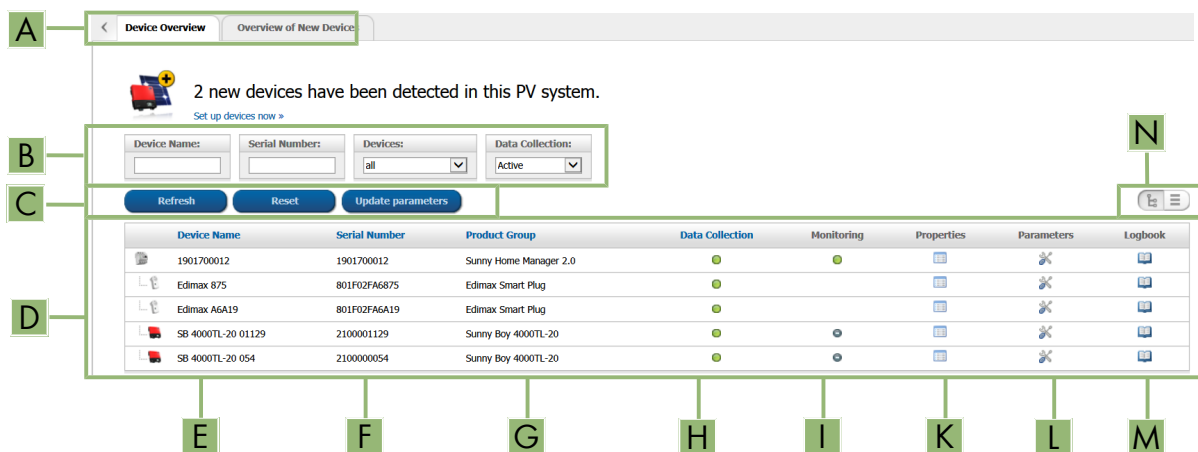 A
Device Overview Overview of New Devices
2 new devices have been detected in this PV system.
Set up devices now »
B
Device Name: Serial Number: Devices: Data Collection:
all Active
N
C
Refresh Reset Update parameters
Device Name Serial Number Product Group Data Collection Monitoring Properties Parameters Logbook
1901700012 1901700012 Sunny Home Manager 2.0
Edimax 875 801F02FA6875 Edimax Smart Plug
D
Edimax A6A19 801F02FA6A19 Edimax Smart Plug
SB 4000TL-20 01129 2100001129 Sunny Boy 4000TL-20
SB 4000TL-20 054 2100000054 Sunny Boy 4000TL-20
E F G H I K L M